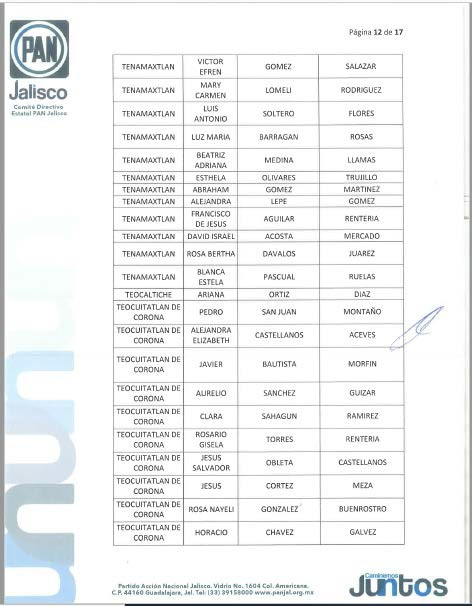 Página 12 de 17
PAN
Jalisco
Comité Directivo
Estatal PAN Jalisco
TENAMAXTLAN VICTOR EFREN GOMEZ SALAZAR
TENAMAXTLAN MARY CARMEN LOMELI RODRIGUEZ
TENAMAXTLAN LUIS ANTONIO SOLTERO FLORES
TENAMAXTLAN LUZ MARIA BARRAGAN ROSAS
TENAMAXTLAN BEATRIZ ADRIANA MEDINA LLAMAS
TENAMAXTLAN ESTHELA OLIVARES TRUJILLO
TENAMAXTLAN ABRAHAM GOMEZ MARTINEZ
TENAMAXTLAN ALEJANDRA LEPE GOMEZ
TENAMAXTLAN FRANCISCO DE JESUS AGUILAR RENTERIA
TENAMAXTLAN DAVID ISRAEL ACOSTA MERCADO
TENAMAXTLAN ROSA BERTHA DAVALOS JUAREZ
TENAMAXTLAN BLANCA ESTELA PASCUAL RUELAS
TEOCALTICHE ARIANA ORTIZ DIAZ
TEOCUITATLAN DE CORONA PEDRO SAN JUAN MONTAÑO
TEOCUITATLAN DE CORONA ALEJANDRA ELIZABETH CASTELLANOS ACEVES
TEOCUITATLAN DE CORONA JAVIER BAUTISTA MORFIN
TEOCUITATLAN DE CORONA AURELIO SANCHEZ GUIZAR
TEOCUITATLAN DE CORONA CLARA SAHAGUN RAMIREZ
TEOCUITATLAN DE CORONA ROSARIO GISELA TORRES RENTERIA
TEOCUITATLAN DE CORONA JESUS SALVADOR OBLETA CASTELLANOS
TEOCUITATLAN DE CORONA JESUS CORTEZ MEZA
TEOCUITATLAN DE CORONA ROSA NAYELI GONZALEZ BUENROSTRO
TEOCUITATLAN DE CORONA HORACIO CHAVEZ GALVEZ
Partido Acción Nacional Jalisco. Vidrio No. 1604 Col. Americana.
C.P. 44160 Guadalajara, Jal. Tel: (33) 39158000 www.panjal.org.mx
Caminemos
Juntos